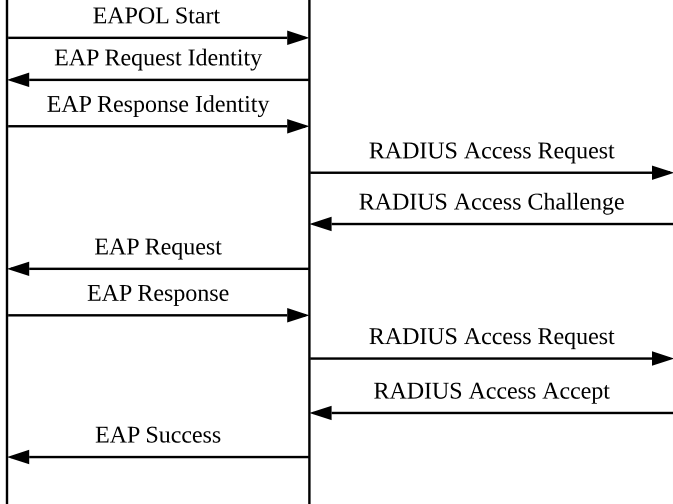 EAPOL Start
EAP Request Identity
EAP Response Identity
RADIUS Access Request
RADIUS Access Challenge
EAP Request
EAP Response
RADIUS Access Request
RADIUS Access Accept
EAP Success